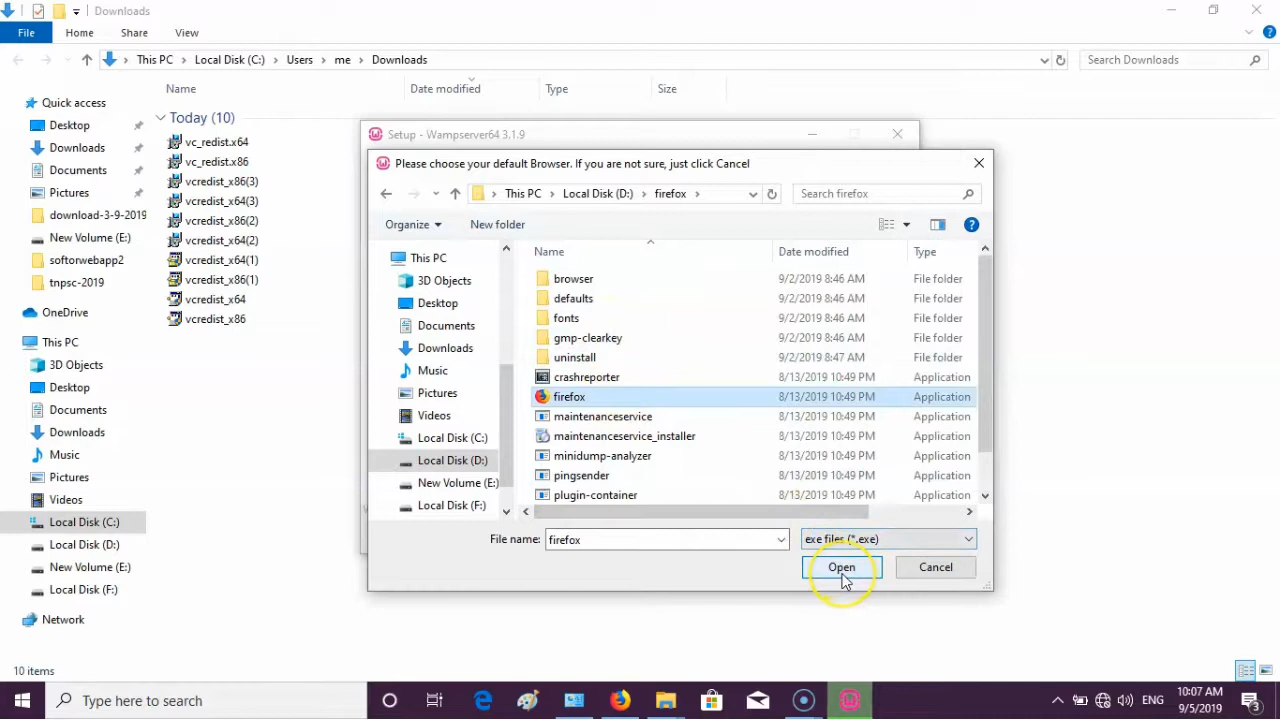 Downloads
File Home Share View
This PC Local Disk (C:) Users me Downloads Search Downloads
Name Date modified Type Size
Quick access
Desktop
Downloads
Documents
Pictures
download-3-9-2019
New Volume (E:)
softorwebapp2
tnpsc-2019
OneDrive
This PC
3D Objects
Desktop
Documents
Downloads
Music
Pictures
Videos
Local Disk (C:)
Local Disk (D:)
New Volume (E:)
Local Disk (F:)
Network
Today (10)
vc_redist.x64
vc_redist.x86
vcredist_x86(3)
vcredist_x64(3)
vcredist_x86(2)
vcredist_x64(2)
vcredist_x64(1)
vcredist_x86(1)
vcredist_x64
vcredist_x86
Setup - Wampserver64 3.1.9
Please choose your default Browser. If you are not sure, just click Cancel
This PC Local Disk (D:) firefox Search firefox
Organize New folder
This PC
3D Objects
Desktop
Documents
Downloads
Music
Pictures
Videos
Local Disk (C:)
Local Disk (D:)
New Volume (E:)
Local Disk (F:)
Name Date modified Type
browser 9/2/2019 8:46 AM File folder
defaults 9/2/2019 8:46 AM File folder
fonts 9/2/2019 8:46 AM File folder
gmp-clearkey 9/2/2019 8:46 AM File folder
uninstall 9/2/2019 8:47 AM File folder
crashreporter 8/13/2019 10:49 PM Application
firefox 8/13/2019 10:49 PM Application
maintenanceservice 8/13/2019 10:49 PM Application
maintenanceservice_installer 8/13/2019 10:49 PM Application
minidump-analyzer 8/13/2019 10:49 PM Application
pingsender 8/13/2019 10:49 PM Application
plugin-container 8/13/2019 10:49 PM Application
File name: firefox exe files (*.exe)
Open Cancel
10 items
Type here to search
ENG
10:07 AM
9/5/2019
3